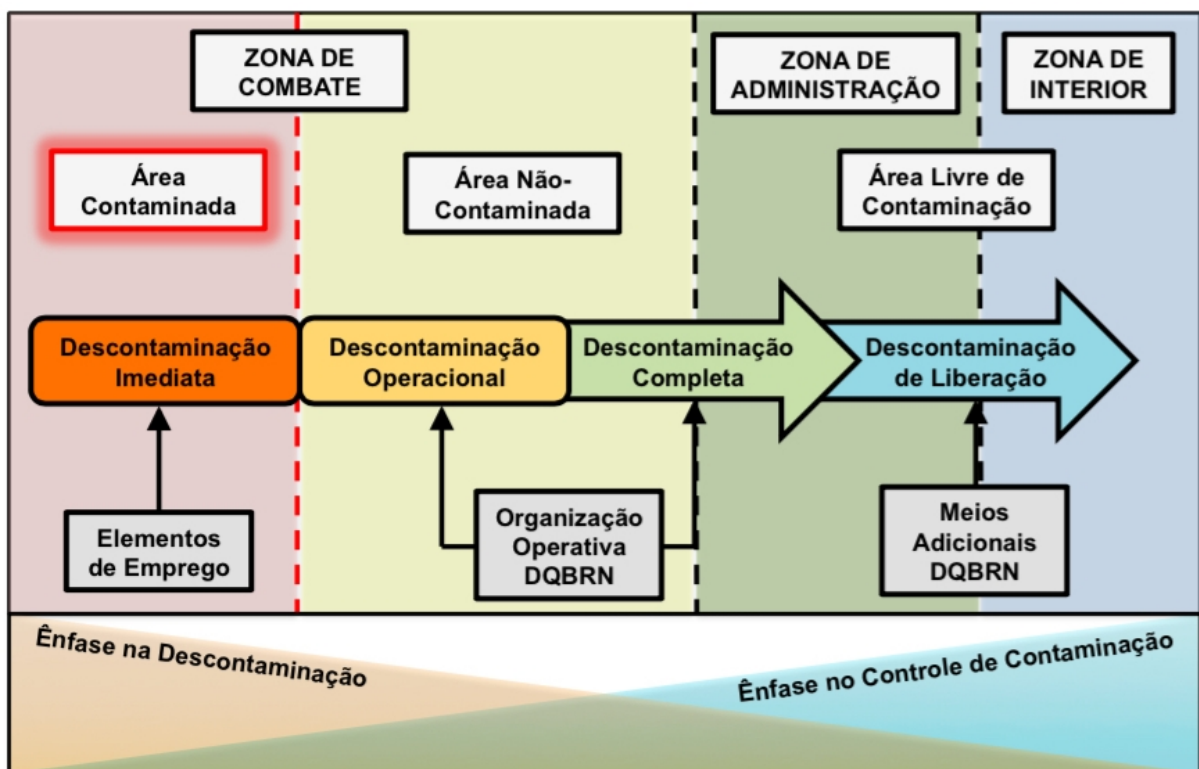 ZONA DE
COMBATE
ZONA DE
ADMINISTRAÇÃO
ZONA DE
INTERIOR
Área
Contaminada
Área Não-
Contaminada
Área Livre de
Contaminação
Descontaminação
Imediata
Descontaminação
Operacional
Descontaminação
Completa
Descontaminação
de Liberação
Elementos
de Emprego
Organização
Operativa
DQBRN
Meios
Adicionais
DQBRN
Ênfase na Descontaminação
Ênfase no Controle de Contaminação